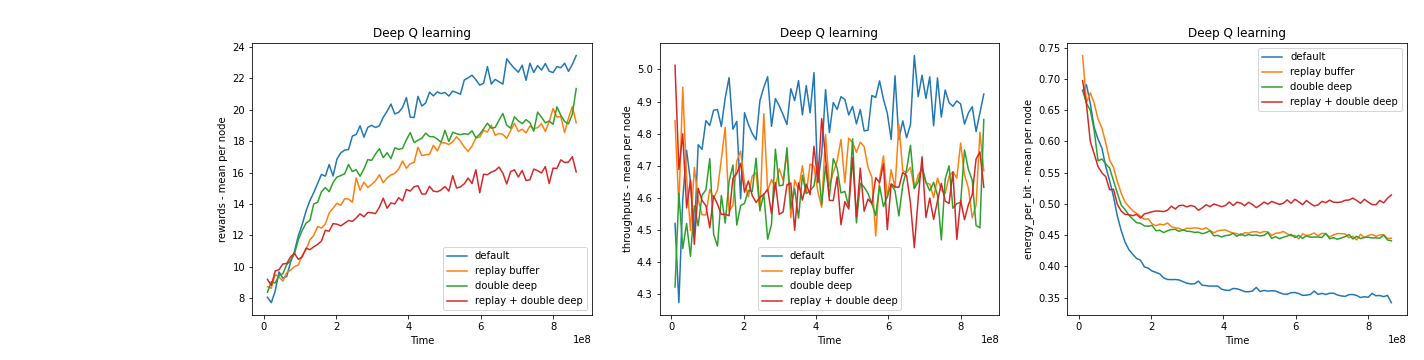 Deep Q learning
rewards - mean per node
24
22
20
18
16
14
12
10
8
0
2
4
6
8
1e8
Time
default
replay buffer
double deep
replay + double deep
Deep Q learning
throughputs - mean per node
5.0
4.9
4.8
4.7
4.6
4.5
4.4
4.3
0
2
4
6
8
1e8
Time
default
replay buffer
double deep
replay + double deep
Deep Q learning
energy_per_bit - mean per node
0.75
0.70
0.65
0.60
0.55
0.50
0.45
0.40
0.35
0
2
4
6
8
1e8
Time
default
replay buffer
double deep
replay + double deep